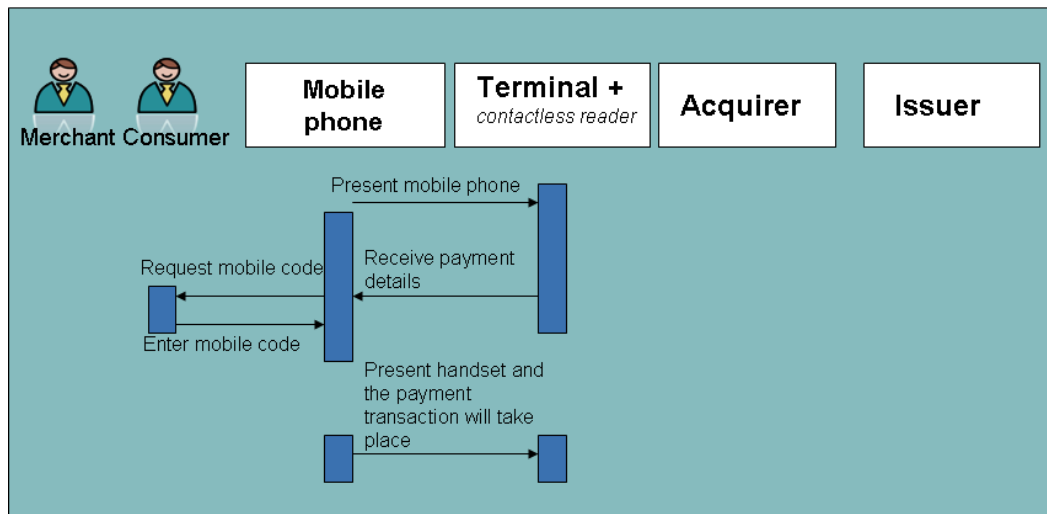 Merchant
Consumer
Mobile
phone
Terminal +
contactless reader
Acquirer
Issuer
Present mobile phone
Receive payment
details
Request mobile code
Enter mobile code
Present handset and
the payment
transaction will take
place